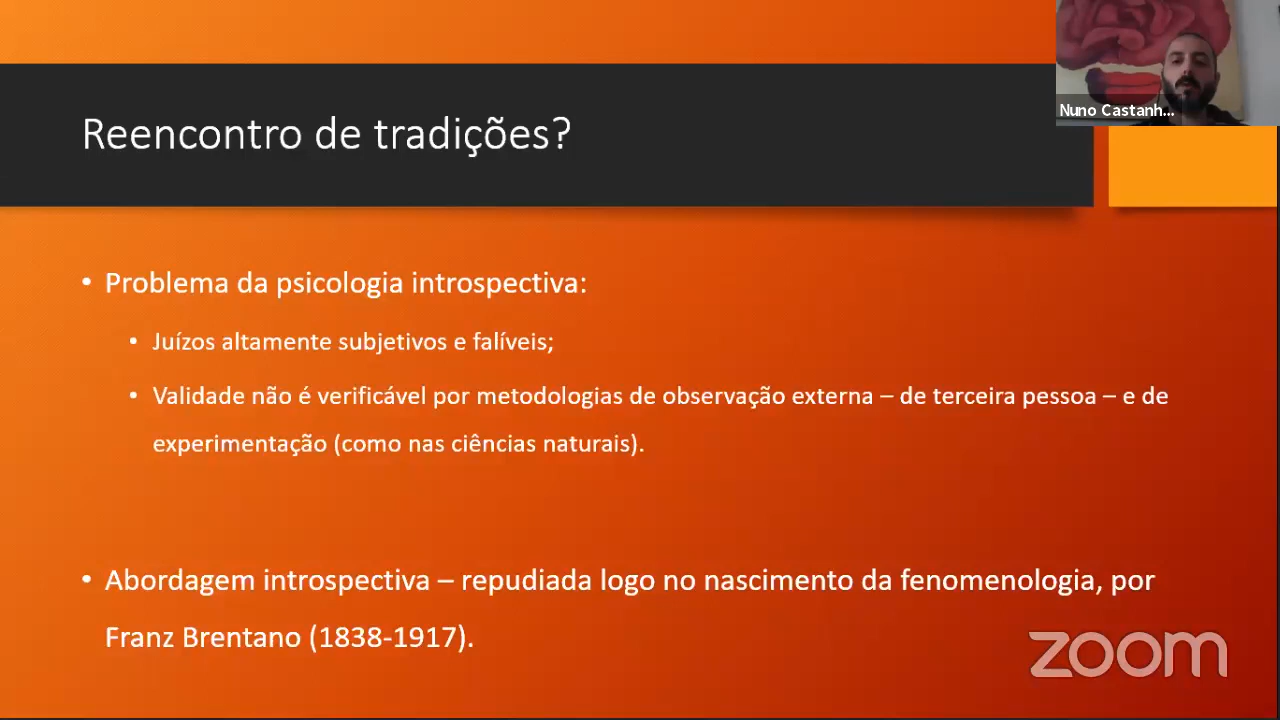 Nuno Castanh...
Reencontro de tradições?
• Problema da psicologia introspectiva:
• Juízos altamente subjetivos e falíveis;
• Validade não é verificável por metodologias de observação externa – de terceira pessoa – e de
experimentação (como nas ciências naturais).
• Abordagem introspectiva – repudiada logo no nascimento da fenomenologia, por
Franz Brentano (1838-1917).
zoom